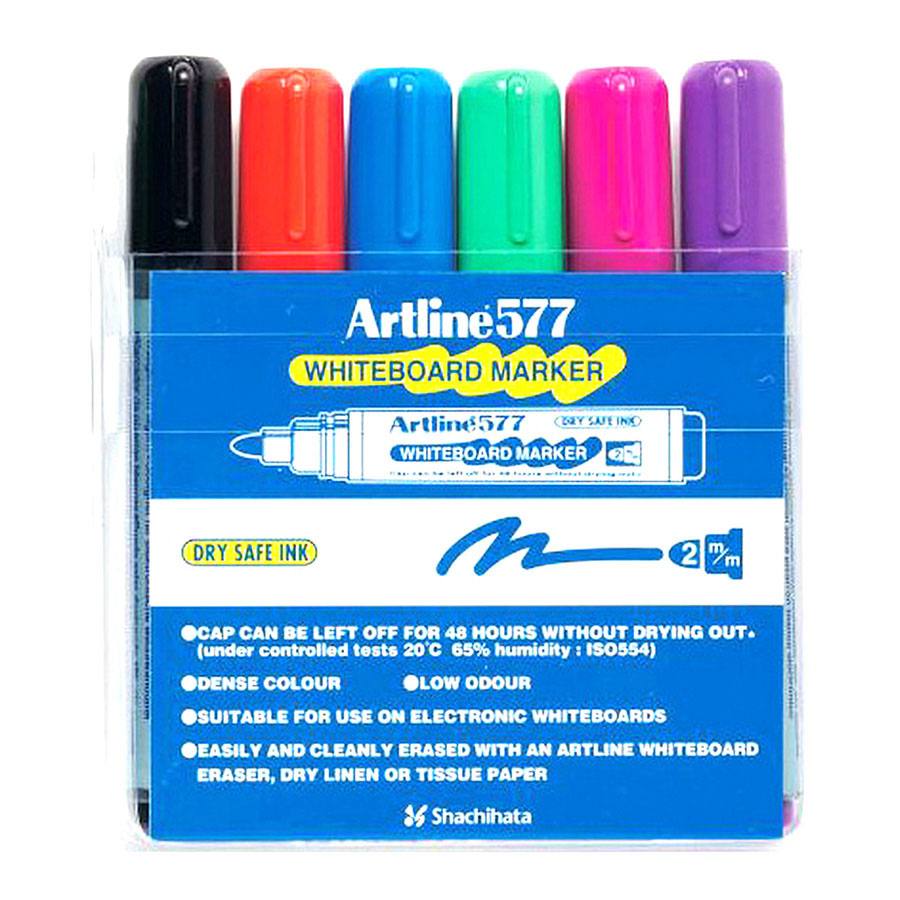 Artline 577
WHITEBOARD MARKER
Artline 577 DRY SAFE INK
WHITEBOARD MARKER 2 m/m
DRY SAFE INK
2 m/m
●CAP CAN BE LEFT OFF FOR 48 HOURS WITHOUT DRYING OUT.
(under controlled tests 20°C 65% humidity : ISO554)
●DENSE COLOUR ●LOW ODOUR
●SUITABLE FOR USE ON ELECTRONIC WHITEBOARDS
●EASILY AND CLEANLY ERASED WITH AN ARTLINE WHITEBOARD
ERASER, DRY LINEN OR TISSUE PAPER
Shachihata